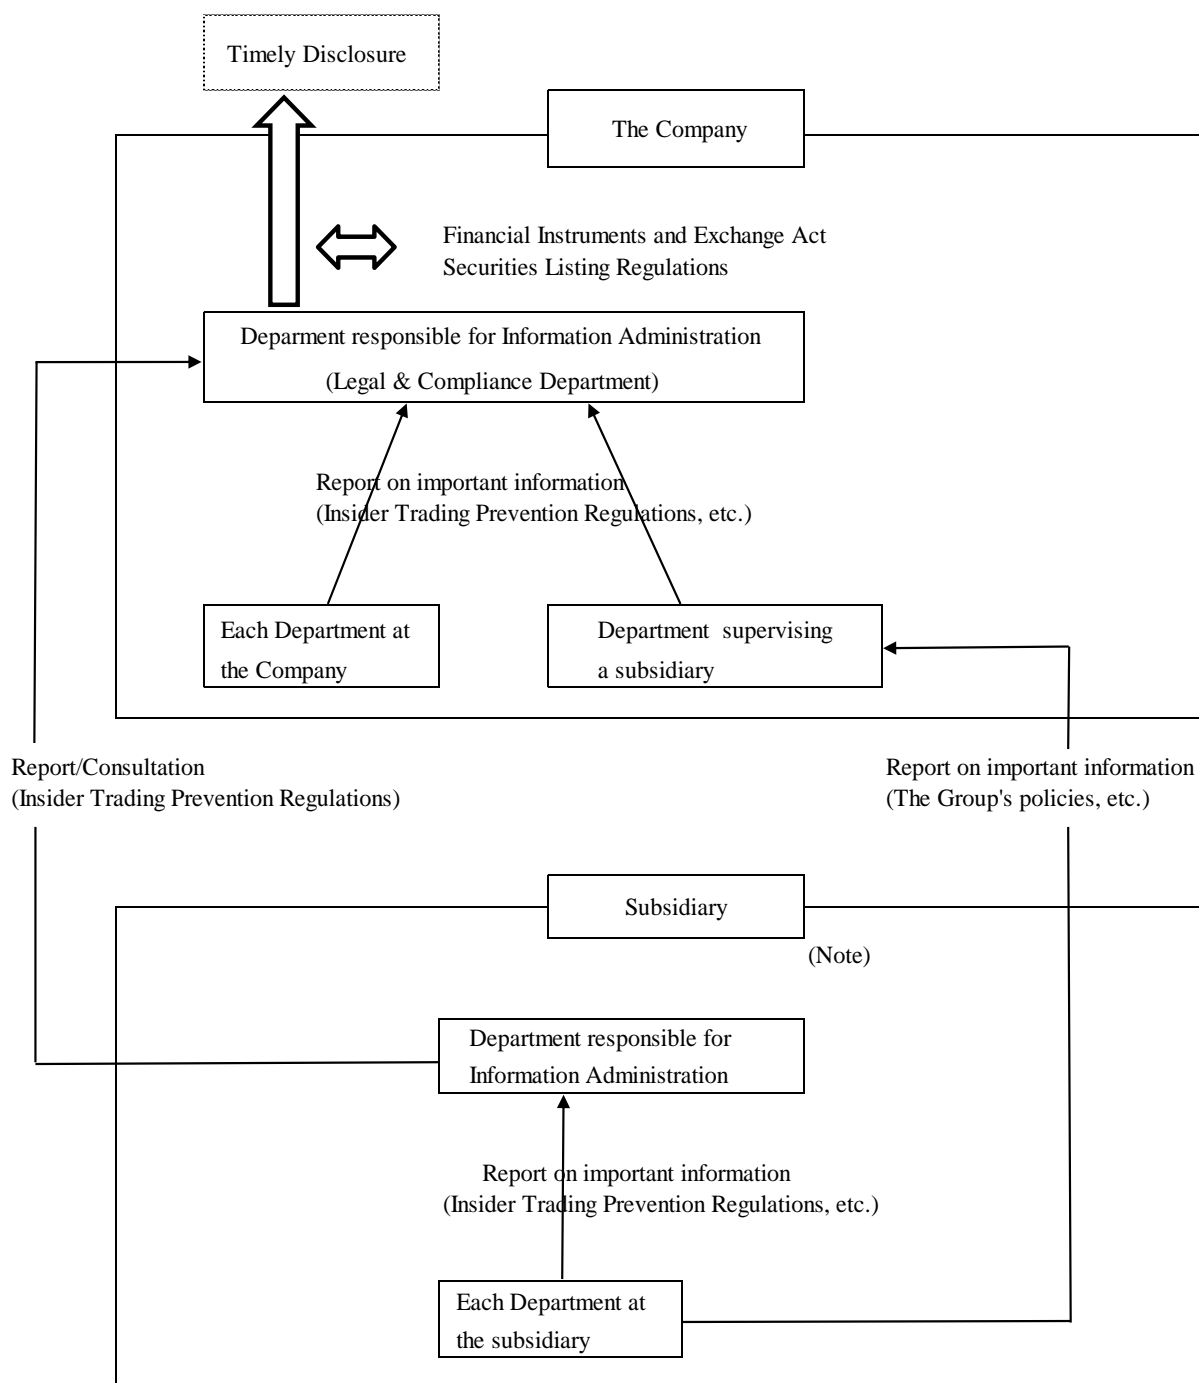 Timely Disclosure
The Company
Financial Instruments and Exchange Act
Securities Listing Regulations
Deparment responsible for Information Administration
(Legal & Compliance Department)
Report on important information
(Insider Trading Prevention Regulations, etc.)
Each Department at
the Company
Department supervising
a subsidiary
Report/Consultation
(Insider Trading Prevention Regulations)
Report on important information
(The Group's policies, etc.)
Subsidiary
(Note)
Department responsible for
Information Administration
Report on important information
(Insider Trading Prevention Regulations, etc.)
Each Department at
the subsidiary